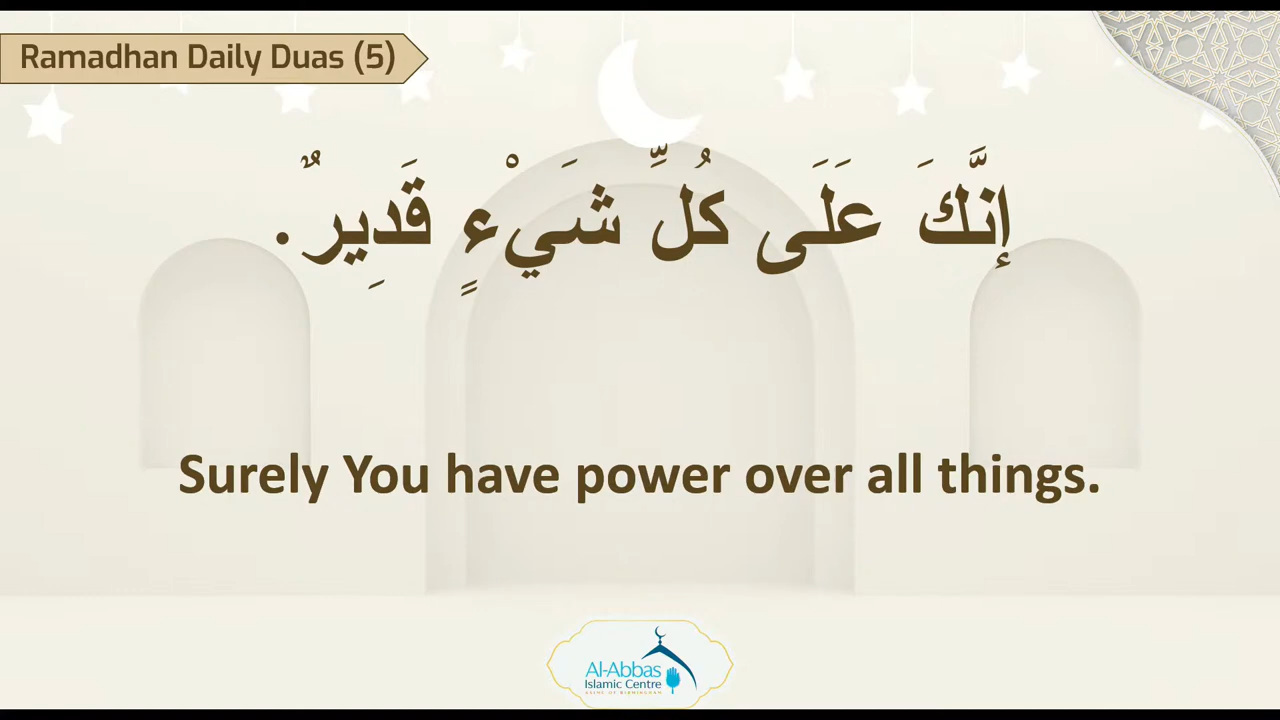 Ramadhan Daily Duas (5)
إِنَّكَ عَلَى كُلِّ شَيْءٍ قَدِيرٌ.
Surely You have power over all things.
Al-Abbas
Islamic Centre